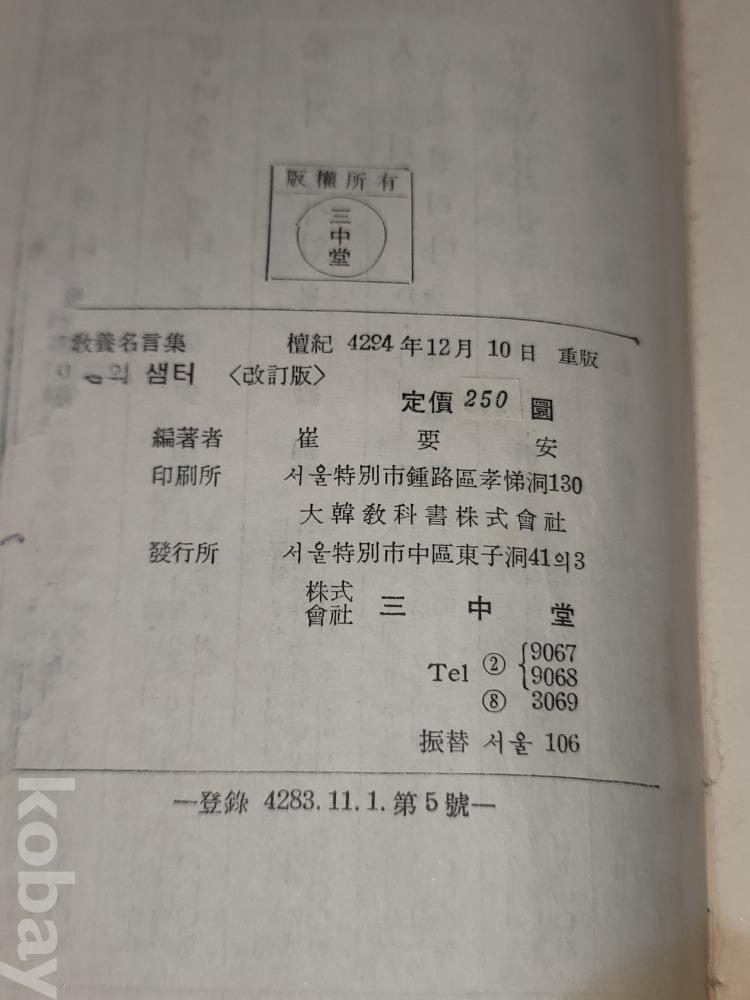 版權所有
三中堂
敎養名言集 檀紀 4294年12月 10日 重版
의 샘터 〈改訂版〉
定價 250 圜
編著者 崔 要 安
印刷所 서울特別市鍾路區孝悌洞130
大韓敎科書株式會社
發行所 서울特別市中區東子洞41의3
株式會社 三 中 堂
Tel ② 9067
9068
⑧ 3069
振替 서울 106
—登錄 4283.11.1.第5號—
kobay